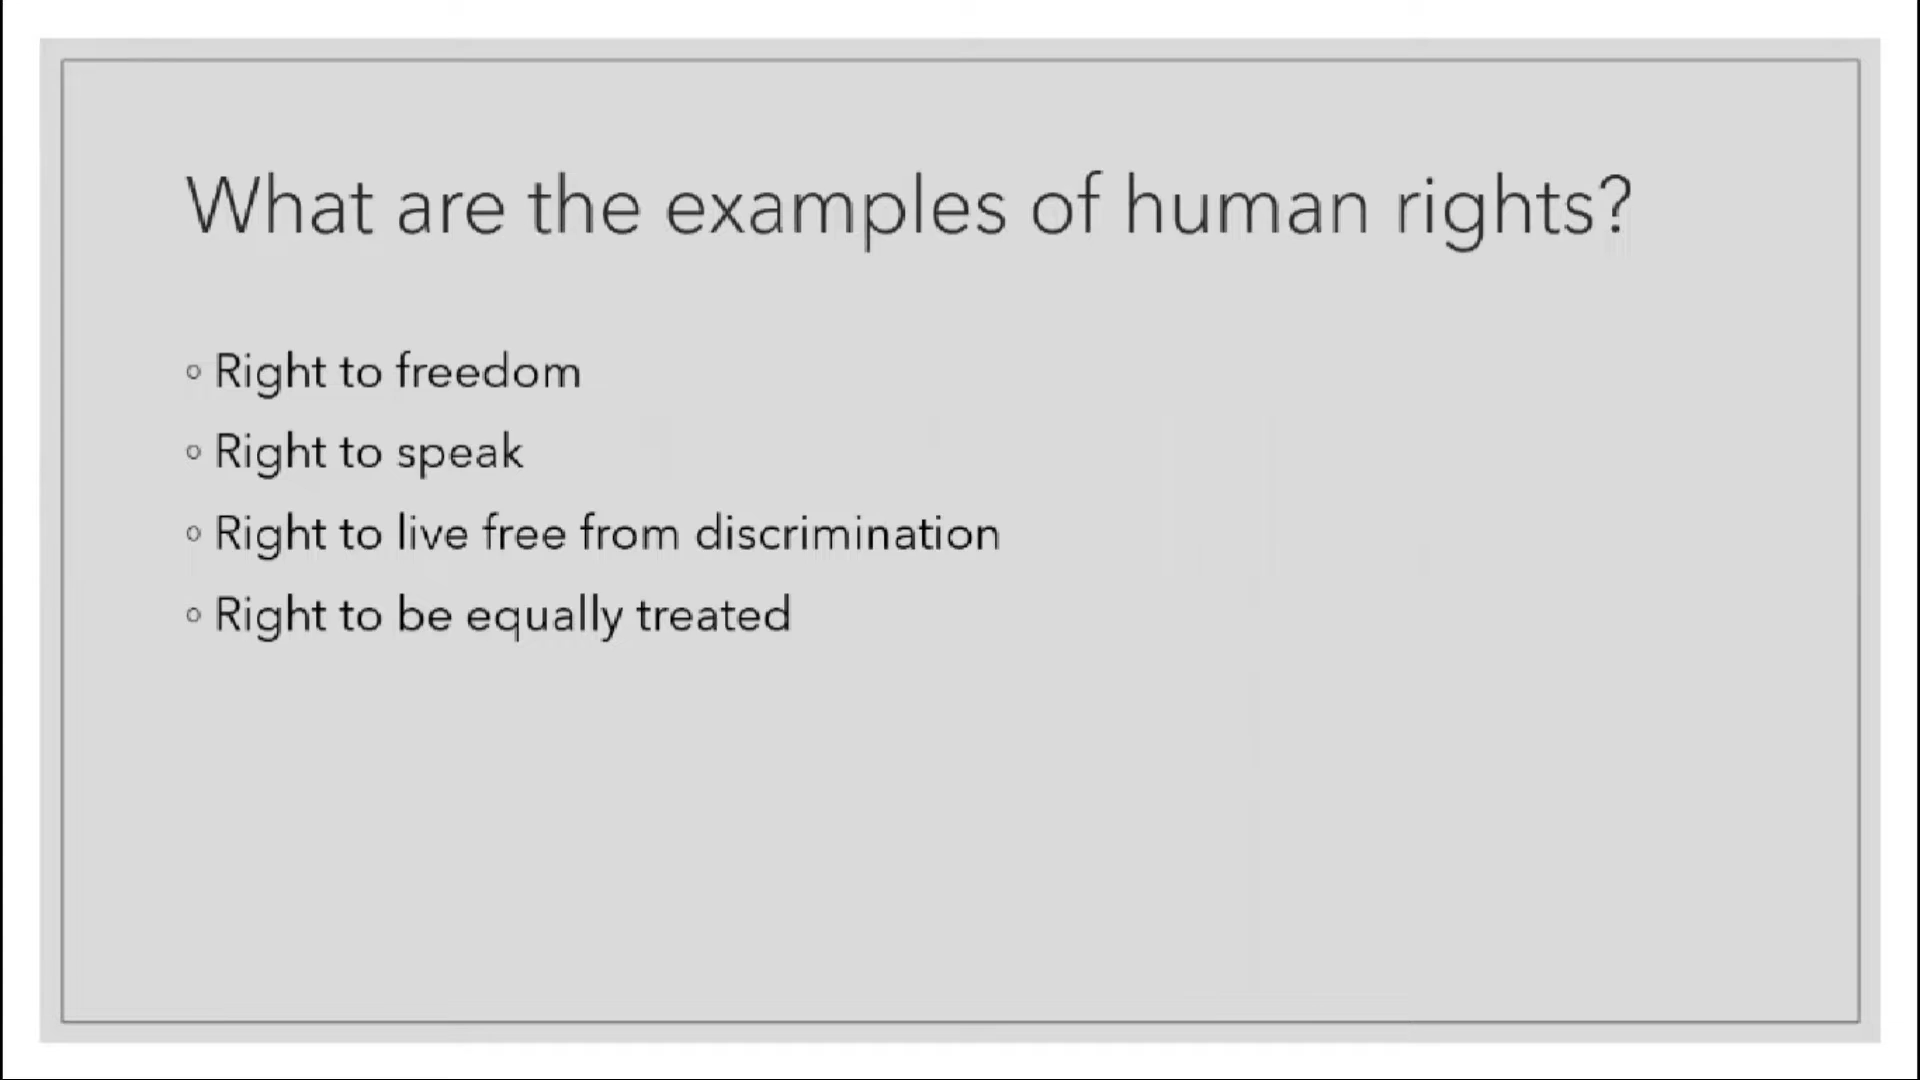 What are the examples of human rights?
◦ Right to freedom
◦ Right to speak
◦ Right to live free from discrimination
◦ Right to be equally treated